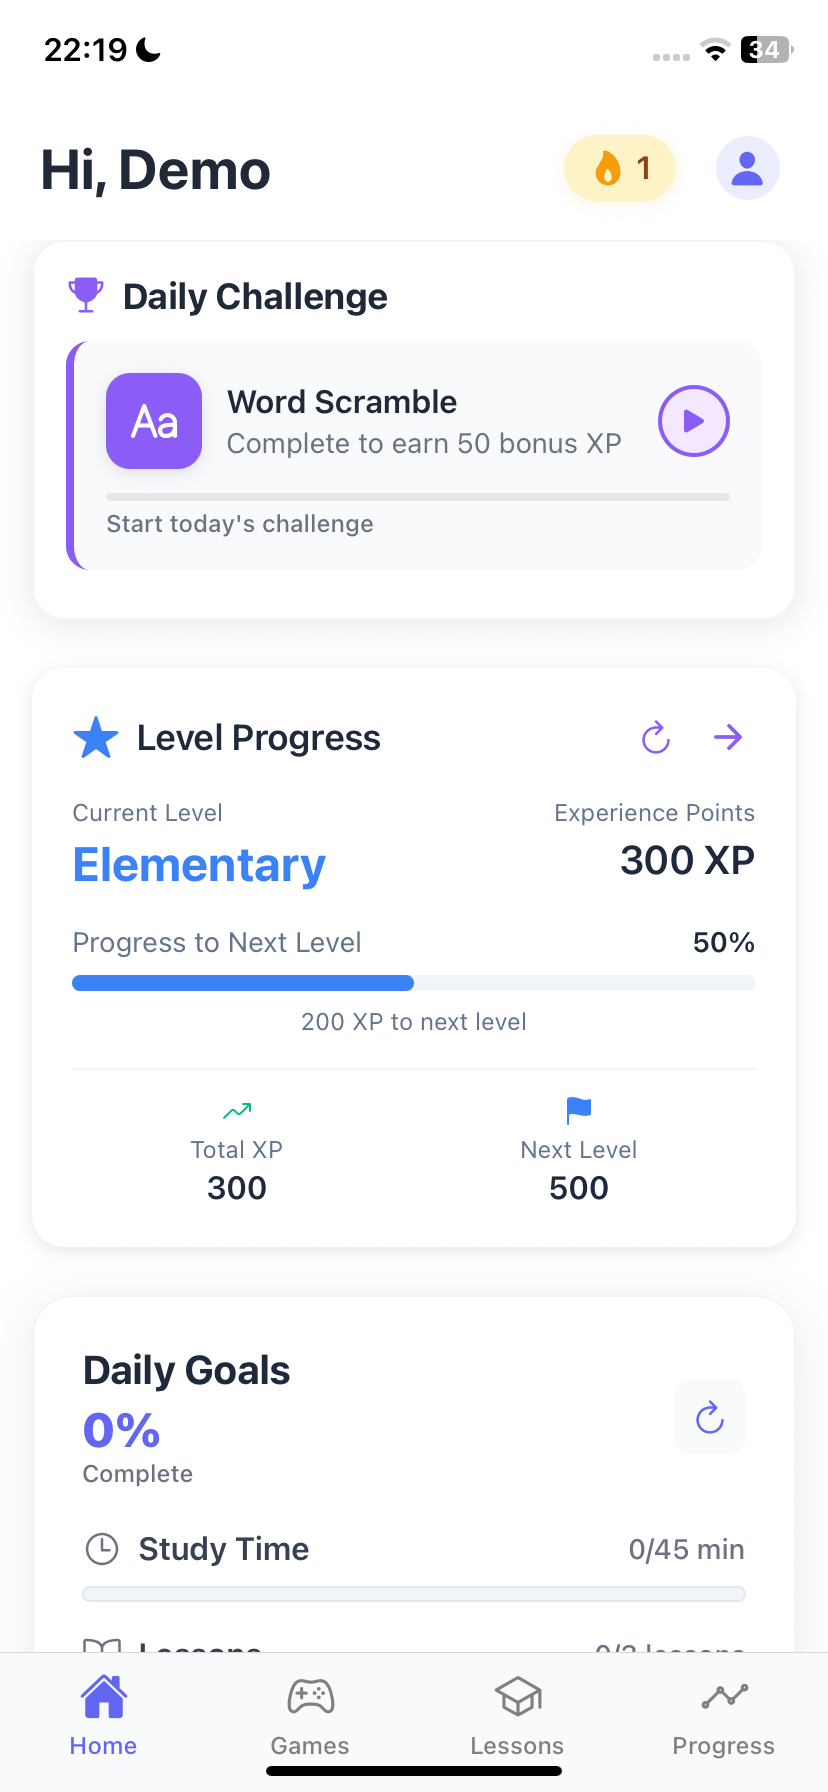 22:19
34
Hi, Demo
1
Daily Challenge
Aa
Word Scramble
Complete to earn 50 bonus XP
Start today's challenge
Level Progress
Current Level
Experience Points
Elementary
300 XP
Progress to Next Level
50%
200 XP to next level
Total XP
Next Level
300
500
Daily Goals
0%
Complete
Study Time
0/45 min
Lessons
Home
Games
Lessons
Progress